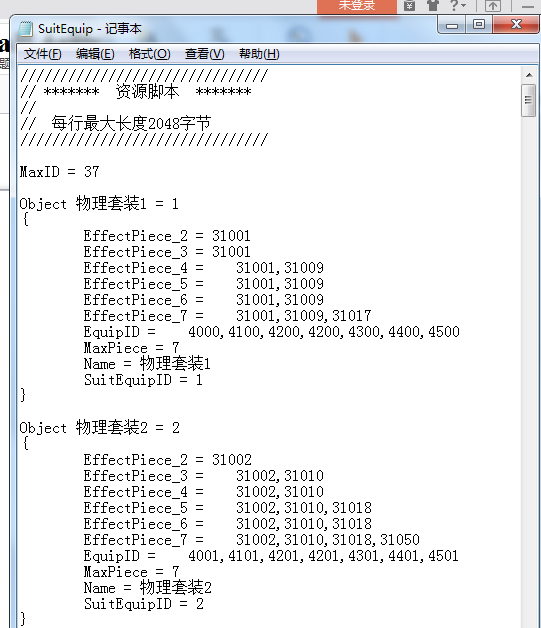 未登录
SuitEquip - 记事本
文件(F) 编辑(E) 格式(O) 查看(V) 帮助(H)
///////////////////////////////
// ******* 资源脚本 *******
//
// 每行最大长度2048字节
///////////////////////////////
MaxID = 37
Object 物理套装1 = 1
{
EffectPiece_2 = 31001
EffectPiece_3 = 31001
EffectPiece_4 = 31001,31009
EffectPiece_5 = 31001,31009
EffectPiece_6 = 31001,31009
EffectPiece_7 = 31001,31009,31017
EquipID = 4000,4100,4200,4200,4300,4400,4500
MaxPiece = 7
Name = 物理套装1
SuitEquipID = 1
}
Object 物理套装2 = 2
{
EffectPiece_2 = 31002
EffectPiece_3 = 31002,31010
EffectPiece_4 = 31002,31010
EffectPiece_5 = 31002,31010,31018
EffectPiece_6 = 31002,31010,31018
EffectPiece_7 = 31002,31010,31018,31050
EquipID = 4001,4101,4201,4201,4301,4401,4501
MaxPiece = 7
Name = 物理套装2
SuitEquipID = 2
}